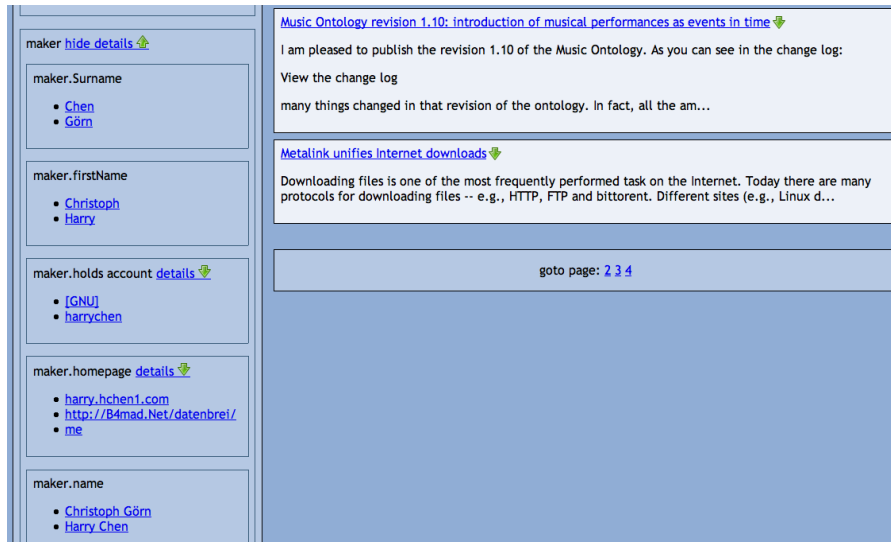 maker hide details
maker.Surname
Chen
Görn
maker.firstName
Christoph
Harry
maker.holds account details
[GNU]
harrychen
maker.homepage details
harry.hchen1.com
http://B4mad.Net/datenbrei/
me
maker.name
Christoph Görn
Harry Chen
Music Ontology revision 1.10: introduction of musical performances as events in time
I am pleased to publish the revision 1.10 of the Music Ontology. As you can see in the change log:
View the change log
many things changed in that revision of the ontology. In fact, all the am...
Metalink unifies Internet downloads
Downloading files is one of the most frequently performed task on the Internet. Today there are many
protocols for downloading files -- e.g., HTTP, FTP and bittorent. Different sites (e.g., Linux d...
goto page: 2 3 4